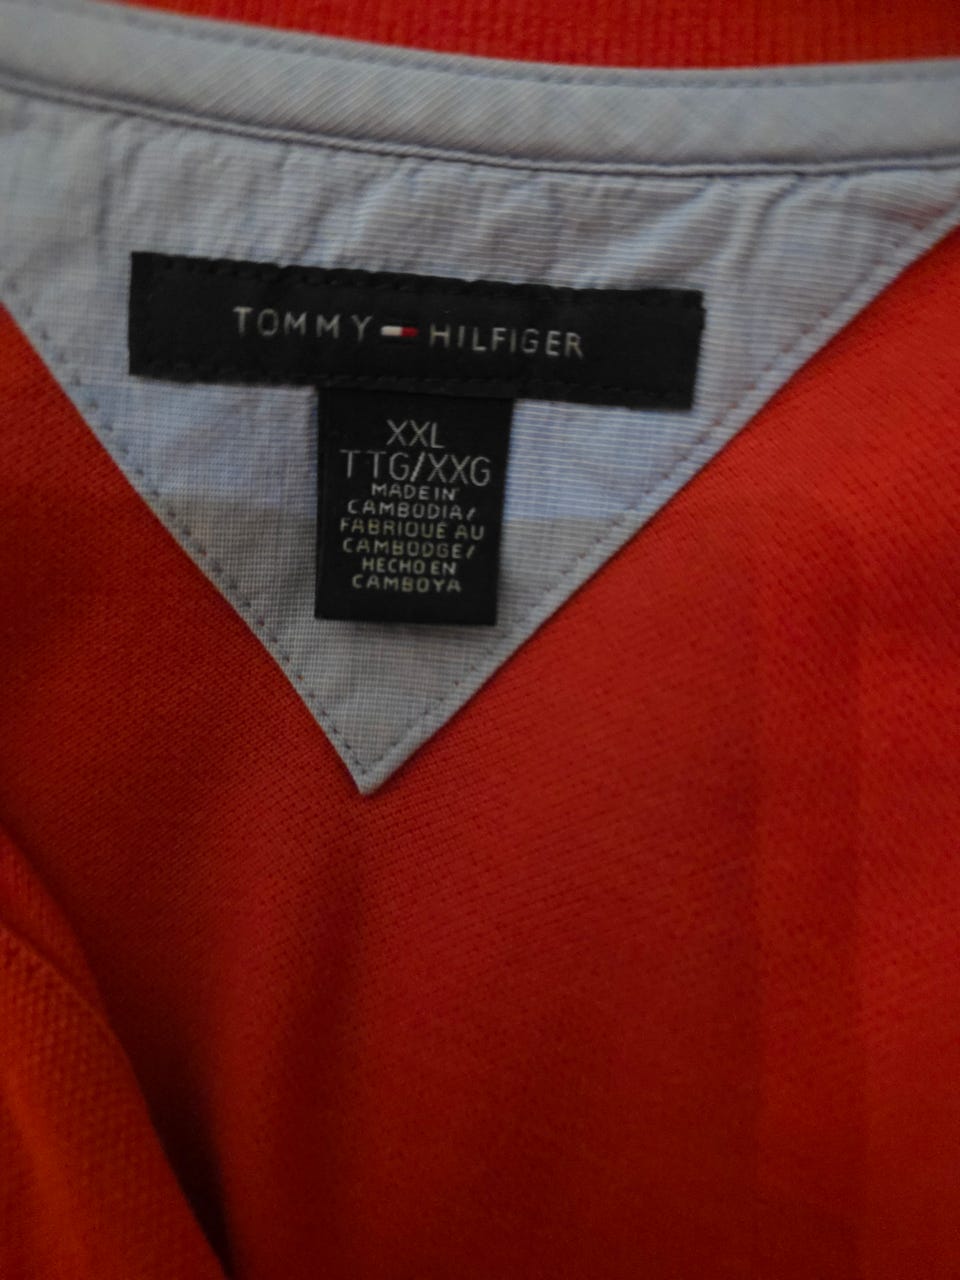 TOMMY HILFIGER
XXL
TTG/XXG
MADE IN
CAMBODIA/
FABRIQUÉ AU
CAMBODGE/
HECHO EN
CAMBOYA